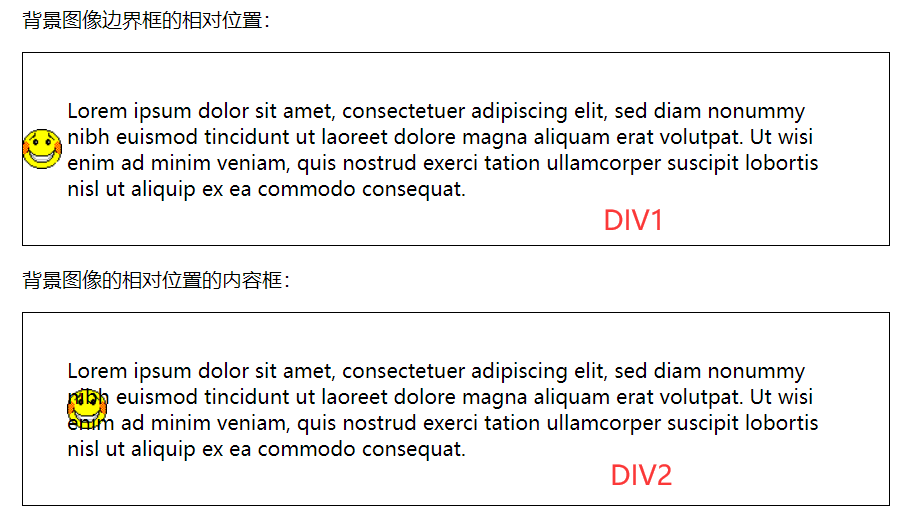 背景图像边界框的相对位置：
Lorem ipsum dolor sit amet, consectetuer adipiscing elit, sed diam nonummy
nibh euismod tincidunt ut laoreet dolore magna aliquam erat volutpat. Ut wisi
enim ad minim veniam, quis nostrud exerci tation ullamcorper suscipit lobortis
nisl ut aliquip ex ea commodo consequat.
DIV1
背景图像的相对位置的内容框：
Lorem ipsum dolor sit amet, consectetuer adipiscing elit, sed diam nonummy
nibh euismod tincidunt ut laoreet dolore magna aliquam erat volutpat. Ut wisi
enim ad minim veniam, quis nostrud exerci tation ullamcorper suscipit lobortis
nisl ut aliquip ex ea commodo consequat.
DIV2